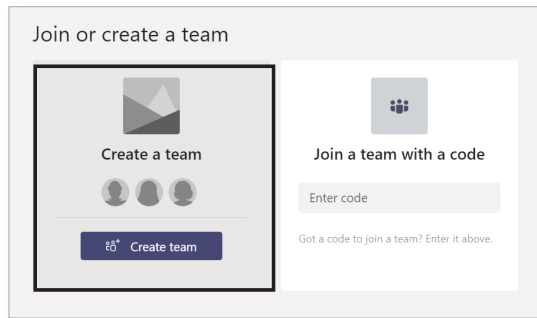 Join or create a team
Create a team
Create team
Join a team with a code
Enter code
Got a code to join a team? Enter it above.